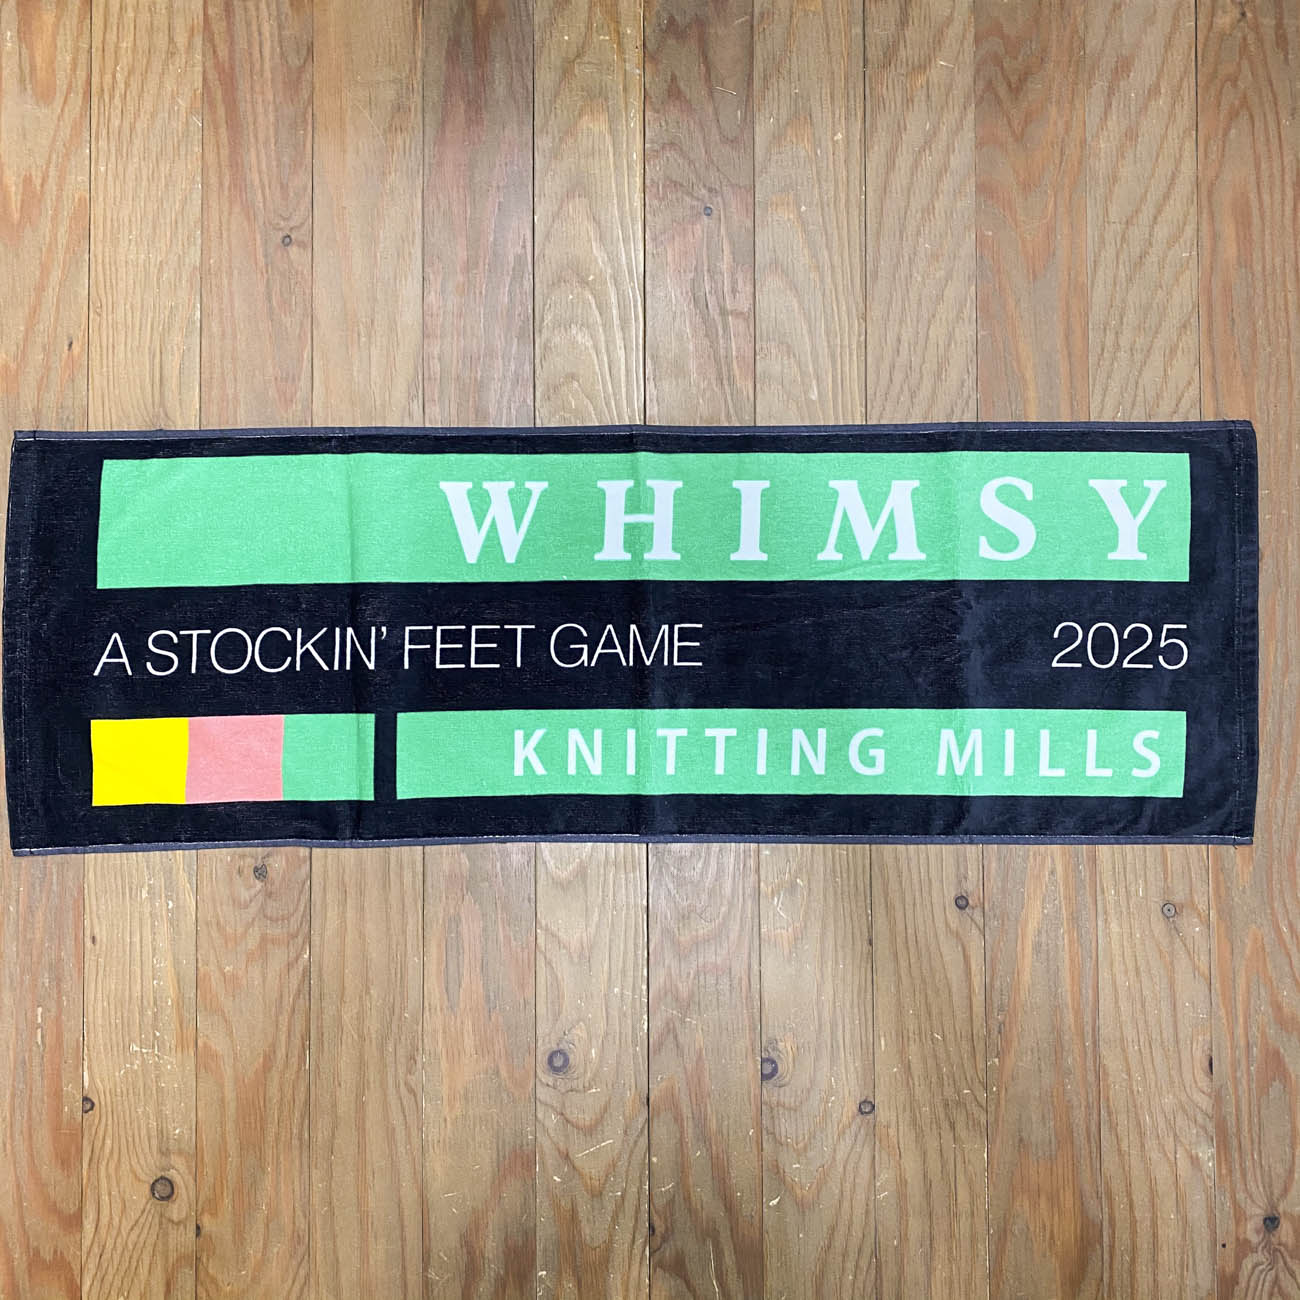 WHIMSY
A STOCKIN’ FEET GAME 2025
KNITTING MILLS